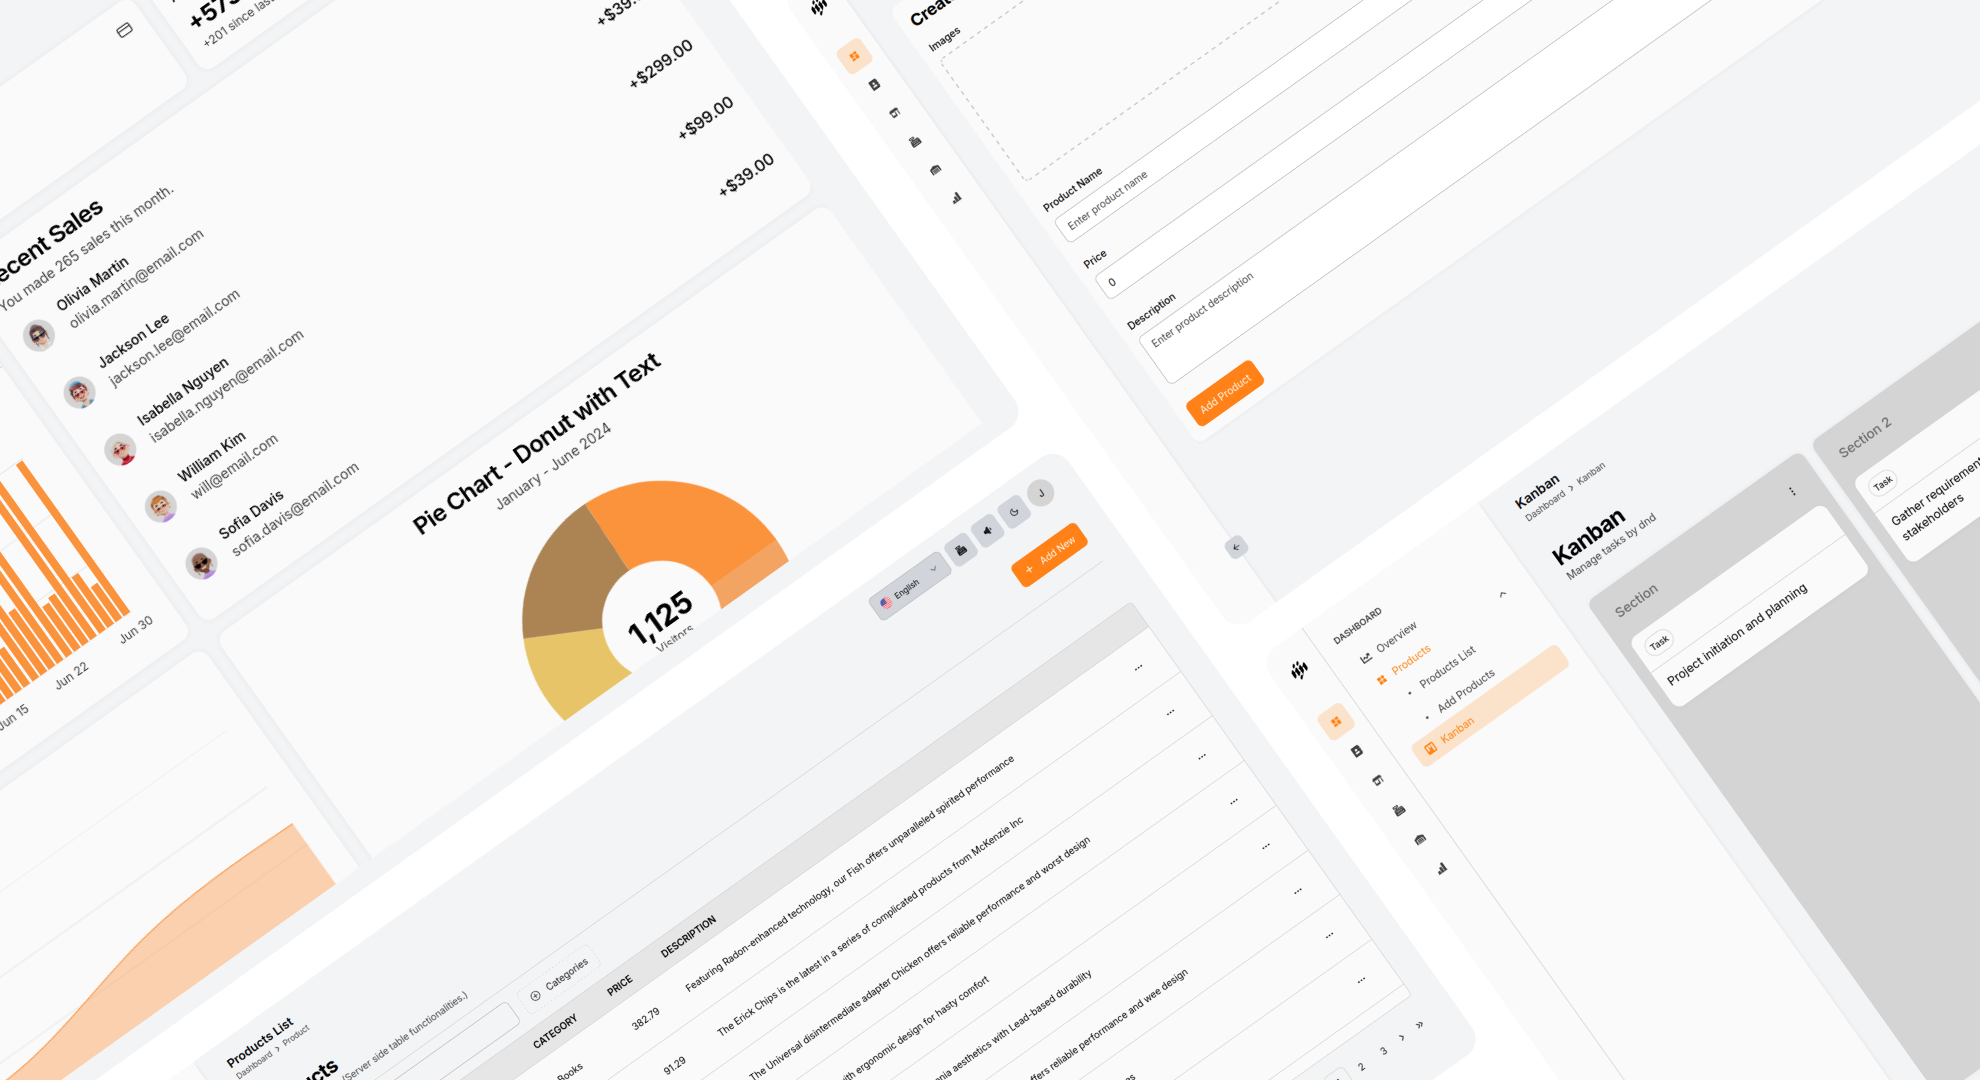 +201 since last
Recent Sales
You made 265 sales this month.
Olivia Martin
olivia.martin@email.com
+$39.
Jackson Lee
jackson.lee@email.com
+$299.00
Isabella Nguyen
isabella.nguyen@email.com
+$99.00
William Kim
will@email.com
+$39.00
Sofia Davis
sofia.davis@email.com
Jun 15
Jun 22
Jun 30
Pie Chart - Donut with Text
January - June 2024
1,125
Visitors
Images
Product Name
Enter product name
Price
0
Description
Enter product description
Add Product
English
J
Add New
Products List
Dashboard > Product
(Server side table functionalities.)
Categories
CATEGORY
PRICE
DESCRIPTION
Books
382.79
Featuring Radon-enhanced technology, our Fish offers unparalleled spirited performance
91.29
The Erick Chips is the latest in a series of complicated products from McKenzie Inc
The Universal disintermediate adapter Chicken offers reliable performance and worst design
with ergonomic design for hasty comfort
aesthetics with Lead-based durability
offers reliable performance and wee design
2
3
DASHBOARD
Overview
Products
Products List
Add Products
Kanban
Kanban
Dashboard > Kanban
Kanban
Manage tasks by dnd
Section
Task
Project initiation and planning
Section 2
Task
Gather requirement
stakeholders